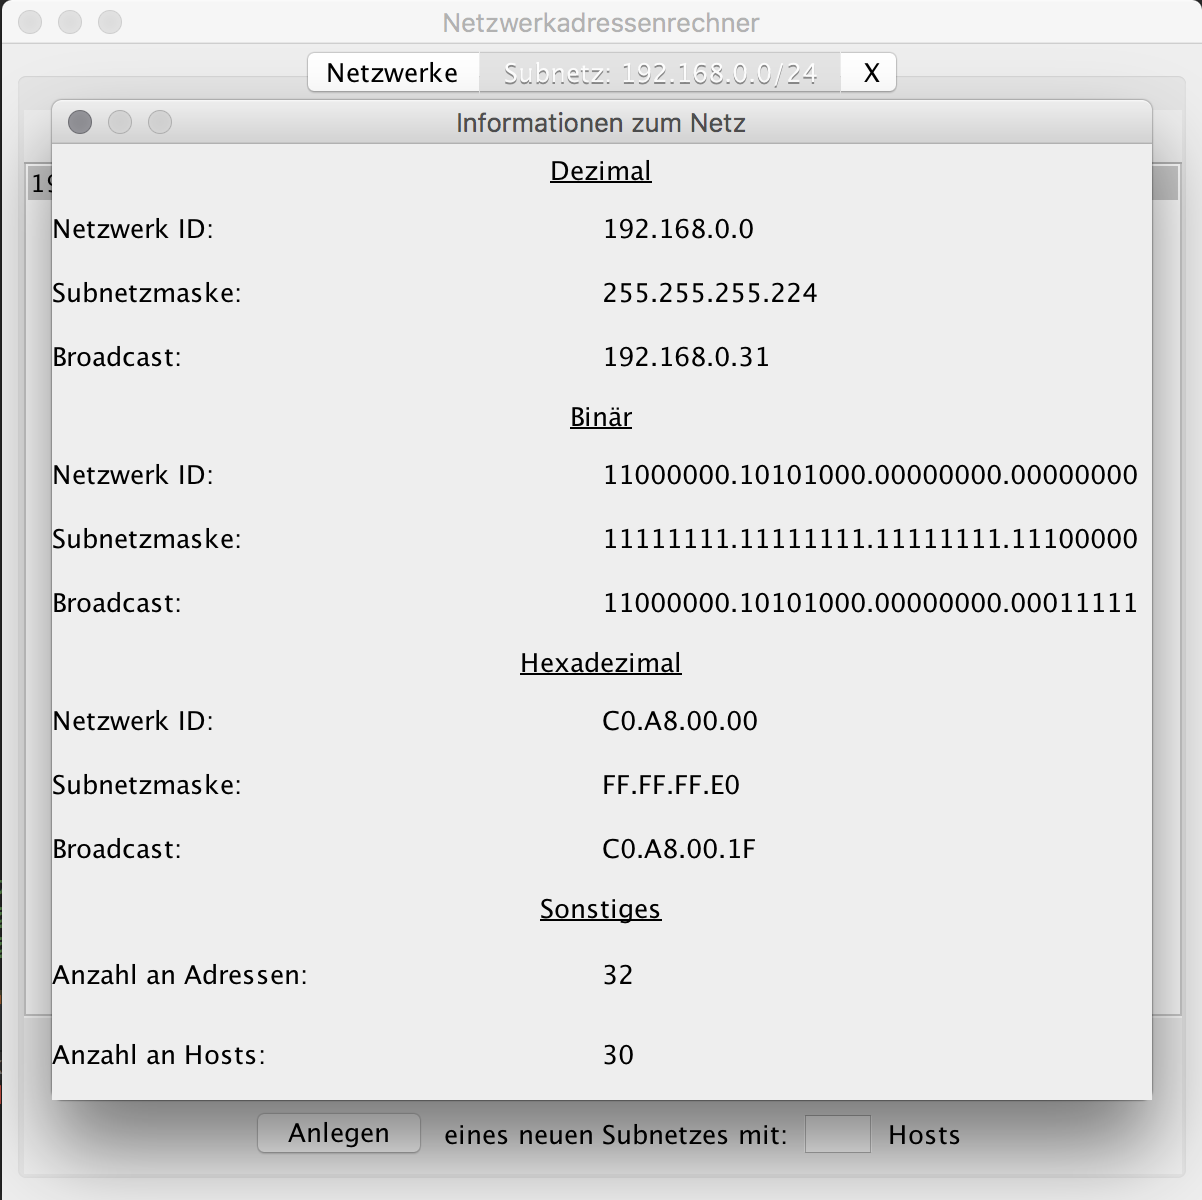 Netzwerkadressenrechner
Netzwerke Subnetz: 192.168.0.0/24 X
Informationen zum Netz
Dezimal
Netzwerk ID: 192.168.0.0
Subnetzmaske: 255.255.255.224
Broadcast: 192.168.0.31
Binär
Netzwerk ID: 11000000.10101000.00000000.00000000
Subnetzmaske: 11111111.11111111.11111111.11100000
Broadcast: 11000000.10101000.00000000.00011111
Hexadezimal
Netzwerk ID: C0.A8.00.00
Subnetzmaske: FF.FF.FF.E0
Broadcast: C0.A8.00.1F
Sonstiges
Anzahl an Adressen: 32
Anzahl an Hosts: 30
Anlegen eines neuen Subnetzes mit: Hosts